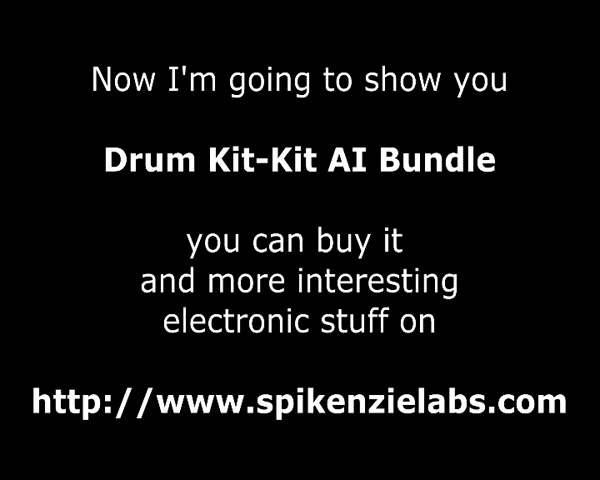 Now I'm going to show you
Drum Kit-Kit AI Bundle
you can buy it
and more interesting
electronic stuff on
http://www.spikenzielabs.com